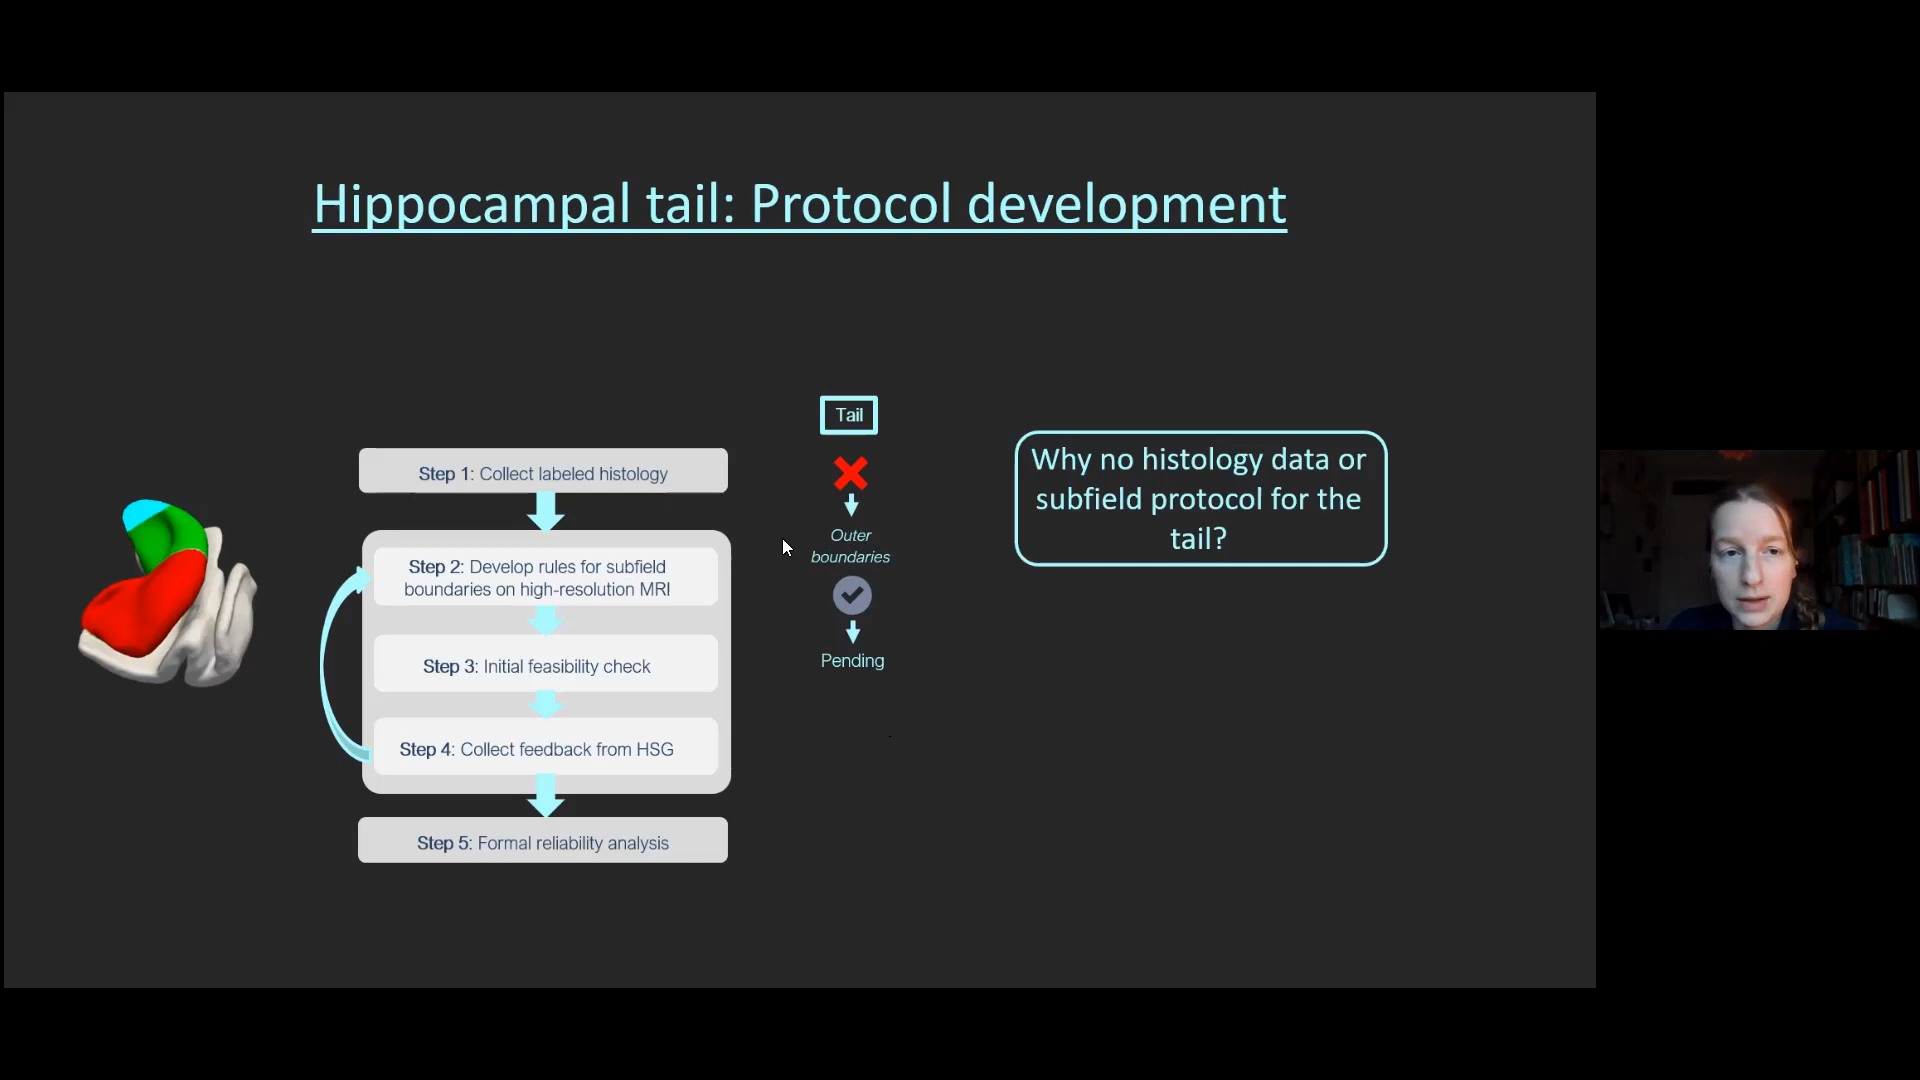 Hippocampal tail: Protocol development
Step 1: Collect labeled histology
Step 2: Develop rules for subfield
boundaries on high-resolution MRI
Step 3: Initial feasibility check
Step 4: Collect feedback from HSG
Step 5: Formal reliability analysis
Tail
Outer
boundaries
Pending
Why no histology data or
subfield protocol for the
tail?